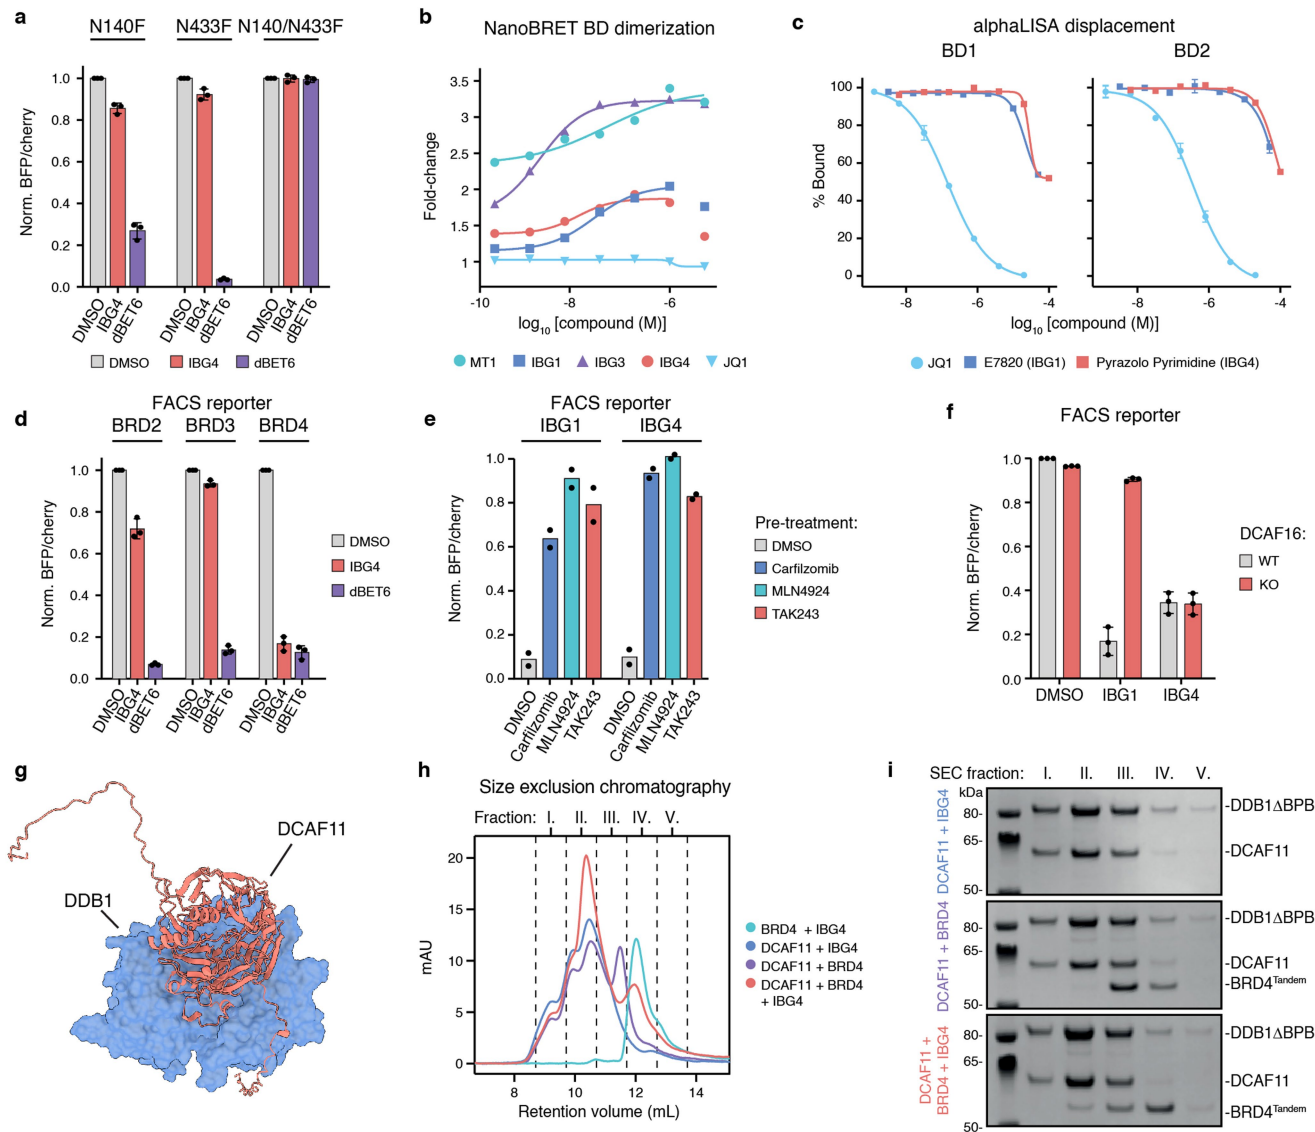 a
N140F N433F N140/N433F
Norm. BFP/cherry
1.0
0.8
0.6
0.4
0.2
0.0
DMSO IBG4 dBET6 DMSO IBG4 dBET6 DMSO IBG4 dBET6
DMSO IBG4 dBET6
b
NanoBRET BD dimerization
Fold-change
3.5
3
2.5
2
1.5
1
-10 -8 -6
log10 [compound (M)]
MT1 IBG1 IBG3 IBG4 JQ1
c
alphaLISA displacement
BD1 BD2
% Bound
100
80
60
40
20
0
-8 -6 -4 -8 -6 -4
log10 [compound (M)]
JQ1 E7820 (IBG1) Pyrazolo Pyrimidine (IBG4)
d
FACS reporter
BRD2 BRD3 BRD4
Norm. BFP/cherry
1.0
0.8
0.6
0.4
0.2
0.0
DMSO IBG4 dBET6 DMSO IBG4 dBET6 DMSO IBG4 dBET6
DMSO
IBG4
dBET6
e
FACS reporter
IBG1 IBG4
Norm. BFP/cherry
1.0
0.8
0.6
0.4
0.2
0.0
DMSO Carfilzomib MLN4924 TAK243 DMSO Carfilzomib MLN4924 TAK243
Pre-treatment:
DMSO
Carfilzomib
MLN4924
TAK243
f
FACS reporter
Norm. BFP/cherry
1.0
0.8
0.6
0.4
0.2
0.0
DMSO IBG1 IBG4
DCAF16:
WT
KO
g
DCAF11
DDB1
h
Size exclusion chromatography
Fraction: I. II. III. IV. V.
mAU
20
15
10
5
0
8 10 12 14
Retention volume (mL)
BRD4 + IBG4
DCAF11 + IBG4
DCAF11 + BRD4
DCAF11 + BRD4
+ IBG4
i
SEC fraction: I. II. III. IV. V.
kDa
DCAF11 + IBG4
80-
65-
50-
-DDB1ΔBPB
-DCAF11
DCAF11 + BRD4
80-
65-
50-
-DDB1ΔBPB
-DCAF11
-BRD4Tandem
DCAF11 +
BRD4 + IBG4
80-
65-
50-
-DDB1ΔBPB
-DCAF11
-BRD4Tandem